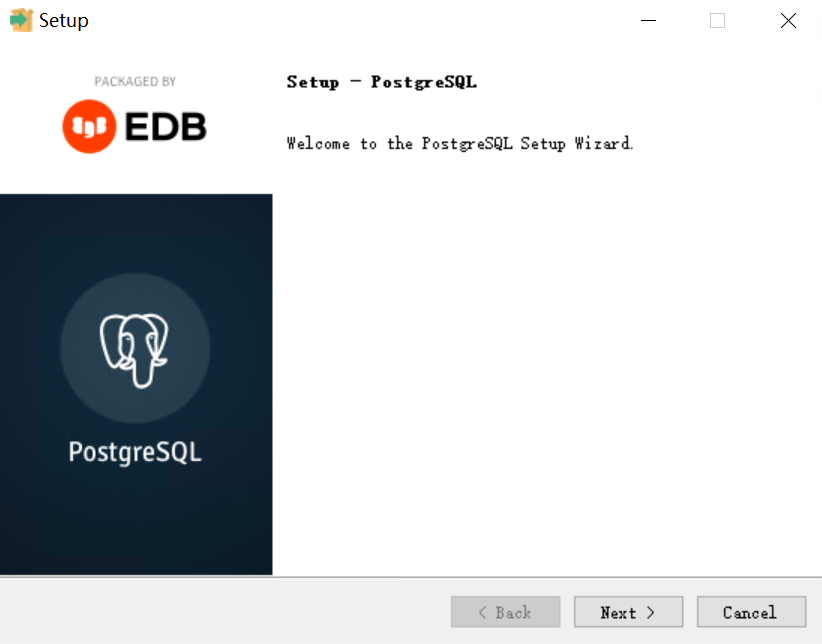 Setup
PACKAGED BY
EDB
Setup - PostgreSQL
Welcome to the PostgreSQL Setup Wizard.
PostgreSQL
< Back
Next >
Cancel